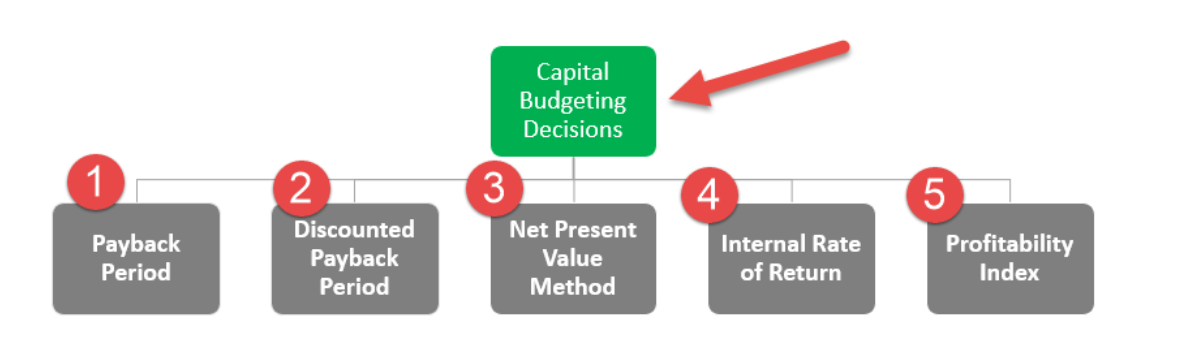 Capital
Budgeting
Decisions
1
Payback
Period
2
Discounted
Payback
Period
3
Net Present
Value
Method
4
Internal Rate
of Return
5
Profitability
Index